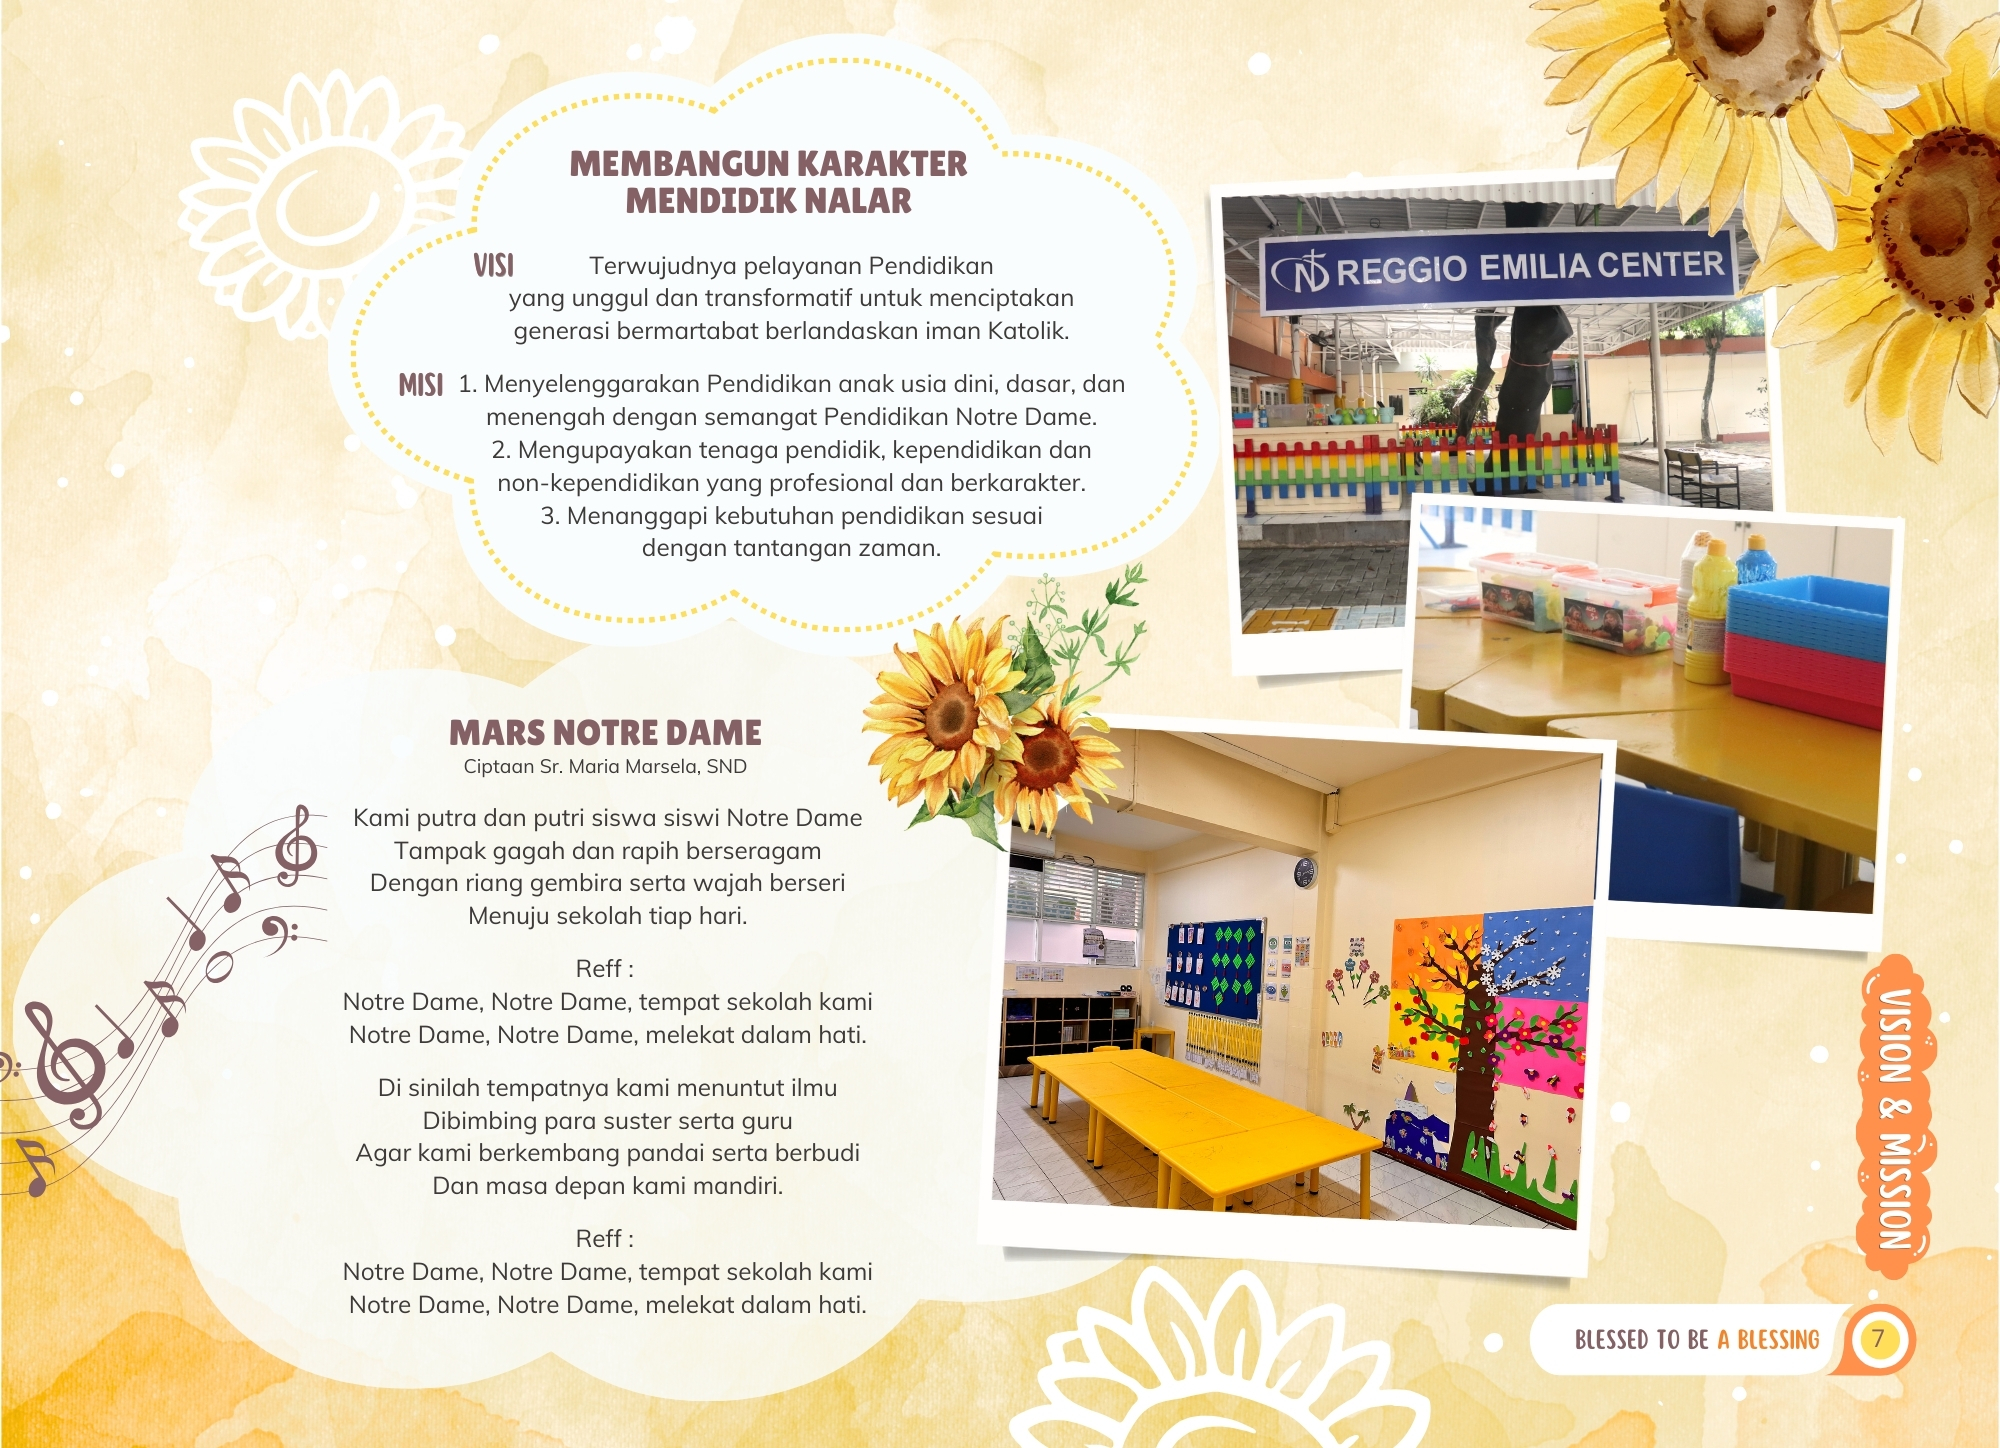 MEMBANGUN KARAKTER
MENDIDIK NALAR
VISI Terwujudnya pelayanan Pendidikan
yang unggul dan transformatif untuk menciptakan
generasi bermartabat berlandaskan iman Katolik.
MISI 1. Menyelenggarakan Pendidikan anak usia dini, dasar, dan
menengah dengan semangat Pendidikan Notre Dame.
2. Mengupayakan tenaga pendidik, kependidikan dan
non-kependidikan yang profesional dan berkarakter.
3. Menanggapi kebutuhan pendidikan sesuai
dengan tantangan zaman.
REGGIO EMILIA CENTER
MARS NOTRE DAME
Ciptaan Sr. Maria Marsela, SND
Kami putra dan putri siswa siswi Notre Dame
Tampak gagah dan rapih berseragam
Dengan riang gembira serta wajah berseri
Menuju sekolah tiap hari.
Reff :
Notre Dame, Notre Dame, tempat sekolah kami
Notre Dame, Notre Dame, melekat dalam hati.
Di sinilah tempatnya kami menuntut ilmu
Dibimbing para suster serta guru
Agar kami berkembang pandai serta berbudi
Dan masa depan kami mandiri.
Reff :
Notre Dame, Notre Dame, tempat sekolah kami
Notre Dame, Notre Dame, melekat dalam hati.
VISION & MISSION
BLESSED TO BE A BLESSING
7